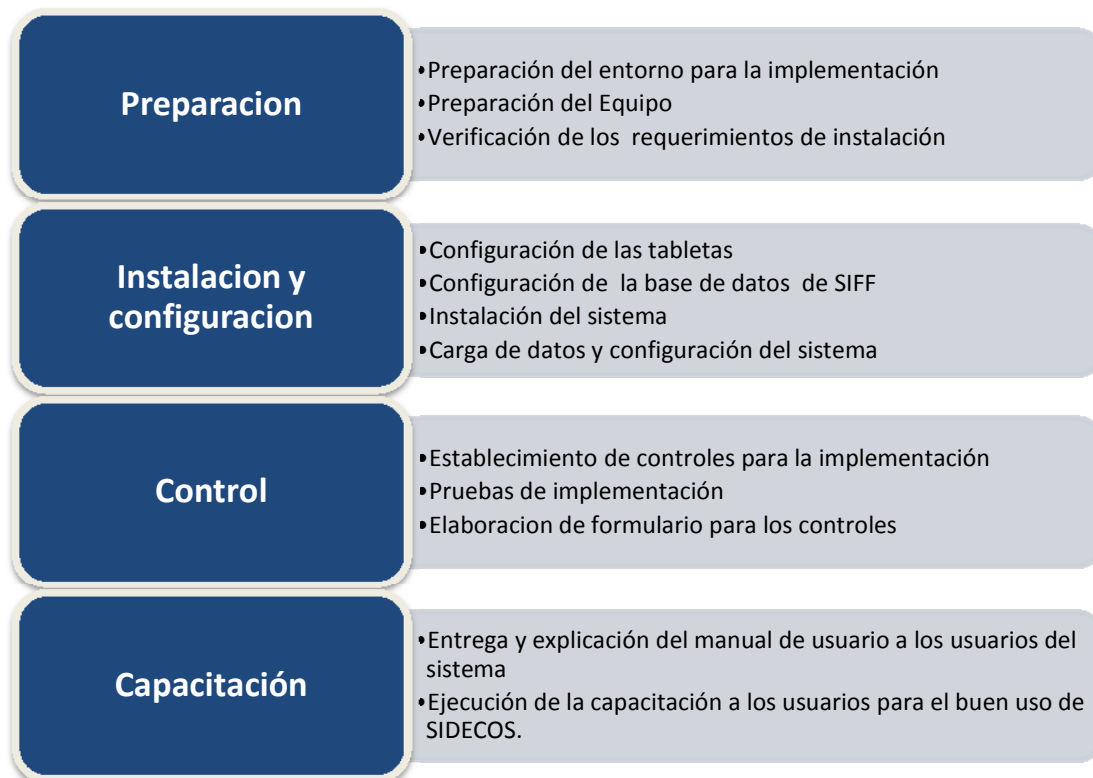 Preparacion
•Preparación del entorno para la implementación
•Preparación del Equipo
•Verificación de los  requerimientos de instalación
Instalacion y
configuracion
•Configuración de las tabletas
•Configuración de  la base de datos  de SIFF
•Instalación del sistema
•Carga de datos y configuración del sistema
Control
•Establecimiento de controles para la implementación
•Pruebas de implementación
•Elaboracion de formulario para los controles
Capacitación
•Entrega y explicación del manual de usuario a los usuarios del
sistema
•Ejecución de la capacitación a los usuarios para el buen uso de
SIDECOS.